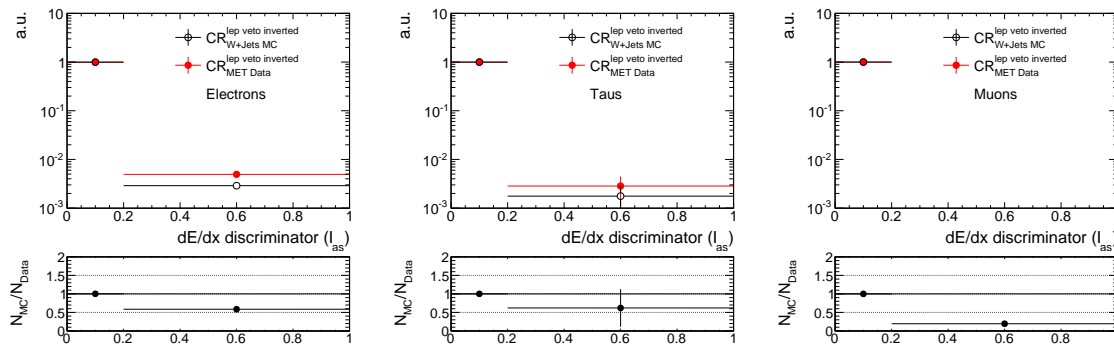 a.u.
10
1
10^-1
10^-2
10^-3
CR^lep veto inverted_W+Jets MC
CR^lep veto inverted_MET Data
Electrons
0 0.2 0.4 0.6 0.8 1
dE/dx discriminator (I_as)
N_MC/N_Data
2
1.5
1
0.5
0
0 0.2 0.4 0.6 0.8 1
a.u.
10
1
10^-1
10^-2
10^-3
CR^lep veto inverted_W+Jets MC
CR^lep veto inverted_MET Data
Taus
0 0.2 0.4 0.6 0.8 1
dE/dx discriminator (I_as)
N_MC/N_Data
2
1.5
1
0.5
0
0 0.2 0.4 0.6 0.8 1
a.u.
10
1
10^-1
10^-2
10^-3
CR^lep veto inverted_W+Jets MC
CR^lep veto inverted_MET Data
Muons
0 0.2 0.4 0.6 0.8
dE/dx discriminator (I_as)
N_MC/N_Data
2
1.5
1
0.5
0
0 0.2 0.4 0.6 0.8